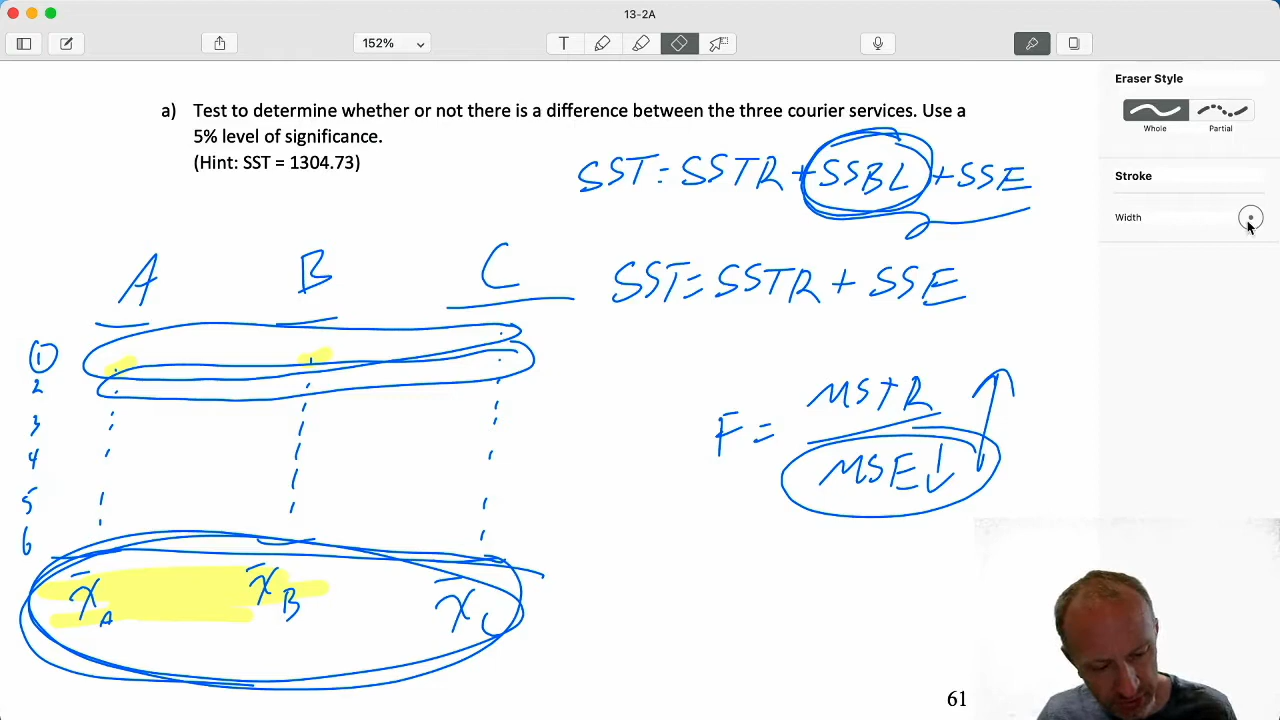 13-2A
152%
T
Eraser Style
Whole Partial
Stroke
Width
a) Test to determine whether or not there is a difference between the three courier services. Use a
5% level of significance.
(Hint: SST = 1304.73)
SST = SSTR + SSBL + SSE
SST = SSTR + SSE
A B C
1
2
3
4
5
6
F = MSTR
MSE ↓ ↑
x̄A x̄B x̄C
61